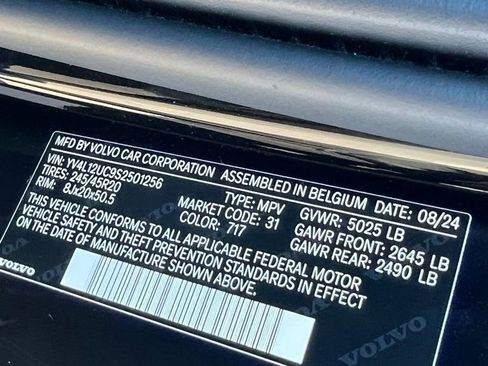 MFD BY VOLVO CAR CORPORATION ASSEMBLED IN BELGIUM DATE: 08/24
VIN: YV4L12UC9S2501256 TYPE: MPV GVWR: 5025 LB
TIRES: 245/45R20 MARKET CODE: 31 GAWR FRONT: 2645 LB
RIM: 8Jx20x50.5 COLOR: 717 GAWR REAR: 2490 LB
THIS VEHICLE CONFORMS TO ALL APPLICABLE FEDERAL MOTOR
VEHICLE SAFETY AND THEFT PREVENTION STANDARDS IN EFFECT
ON THE DATE OF MANUFACTURE SHOWN ABOVE.
VOLVO
VOLVO